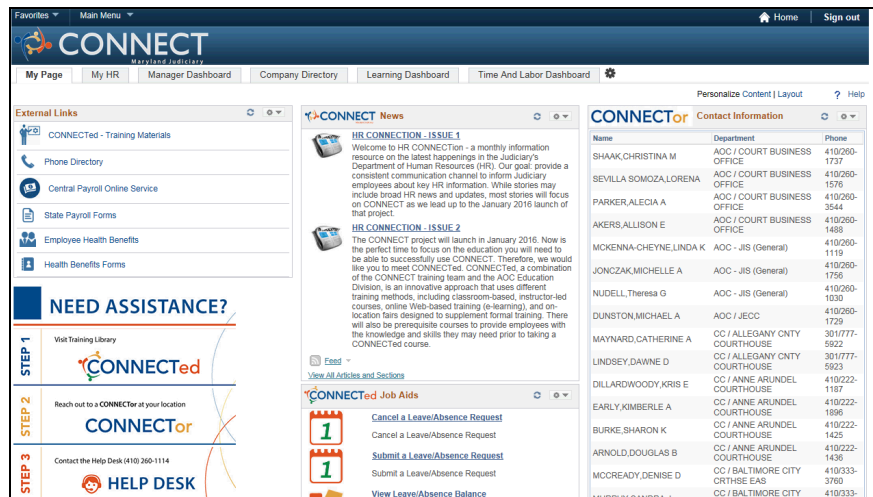 Favorites
Main Menu
Home
Sign out
CONNECT
Maryland Judiciary
My Page
My HR
Manager Dashboard
Company Directory
Learning Dashboard
Time And Labor Dashboard
Personalize Content | Layout
? Help
External Links
CONNECTed - Training Materials
Phone Directory
Central Payroll Online Service
State Payroll Forms
Employee Health Benefits
Health Benefits Forms
NEED ASSISTANCE?
STEP 1
Visit Training Library
CONNECTed
STEP 2
Reach out to a CONNECTor at your location
CONNECTor
STEP 3
Contact the Help Desk (410) 260-1114
HELP DESK
CONNECT News
HR CONNECTION - ISSUE 1
Welcome to HR CONNECTion - a monthly information
resource on the latest happenings in the Judiciary's
Department of Human Resources (HR). Our goal: provide a
consistent communication channel to inform Judiciary
employees about key HR information. While stories may
include broad HR news and updates, most stories will focus
on CONNECT as we lead up to the January 2016 launch of
that project.
HR CONNECTION - ISSUE 2
The CONNECT project will launch in January 2016. Now is
the perfect time to focus on the education you will need to
be able to successfully use CONNECT. Therefore, we would
like you to meet CONNECTed. CONNECTed, a combination
of the CONNECT training team and the AOC Education
Division, is an innovative approach that uses different
training methods, including classroom-based, instructor-led
courses, online Web-based training (e-learning), and on-
location fairs designed to supplement formal training. There
will also be prerequisite courses to provide employees with
the knowledge and skills they may need prior to taking a
CONNECTed course.
Feed
View All Articles and Sections
CONNECTed Job Aids
1
Cancel a Leave/Absence Request
Cancel a Leave/Absence Request
1
Submit a Leave/Absence Request
Submit a Leave/Absence Request
View Leave/Absence Balance
CONNECTor Contact Information
Name Department Phone
SHAAK,CHRISTINA M AOC / COURT BUSINESS 410/260-
OFFICE 1737
SEVILLA SOMOZA,LORENA AOC / COURT BUSINESS 410/260-
OFFICE 1576
PARKER,ALECIA A AOC / COURT BUSINESS 410/260-
OFFICE 3544
AKERS,ALLISON E AOC / COURT BUSINESS 410/260-
OFFICE 1488
MCKENNA-CHEYNE,LINDA K AOC - JIS (General) 410/260-
1119
JONCZAK,MICHELLE A AOC - JIS (General) 410/260-
1756
NUDELL,Theresa G AOC - JIS (General) 410/260-
1030
DUNSTON,MICHAEL A AOC / JECC 410/260-
1729
MAYNARD,CATHERINE A CC / ALLEGANY CNTY 301/777-
COURTHOUSE 5922
LINDSEY,DAWNE D CC / ALLEGANY CNTY 301/777-
COURTHOUSE 5923
DILLARDWOODY,KRIS E CC / ANNE ARUNDEL 410/222-
COURTHOUSE 1187
EARLY,KIMBERLE A CC / ANNE ARUNDEL 410/222-
COURTHOUSE 1896
BURKE,SHARON K CC / ANNE ARUNDEL 410/222-
COURTHOUSE 1425
ARNOLD,DOUGLAS B CC / ANNE ARUNDEL 410/222-
COURTHOUSE 1436
MCCREADY,DENISE D CC / BALTIMORE CITY 410/333-
CRTHSE EAS 3760
CC / BALTIMORE CITY 410/333-